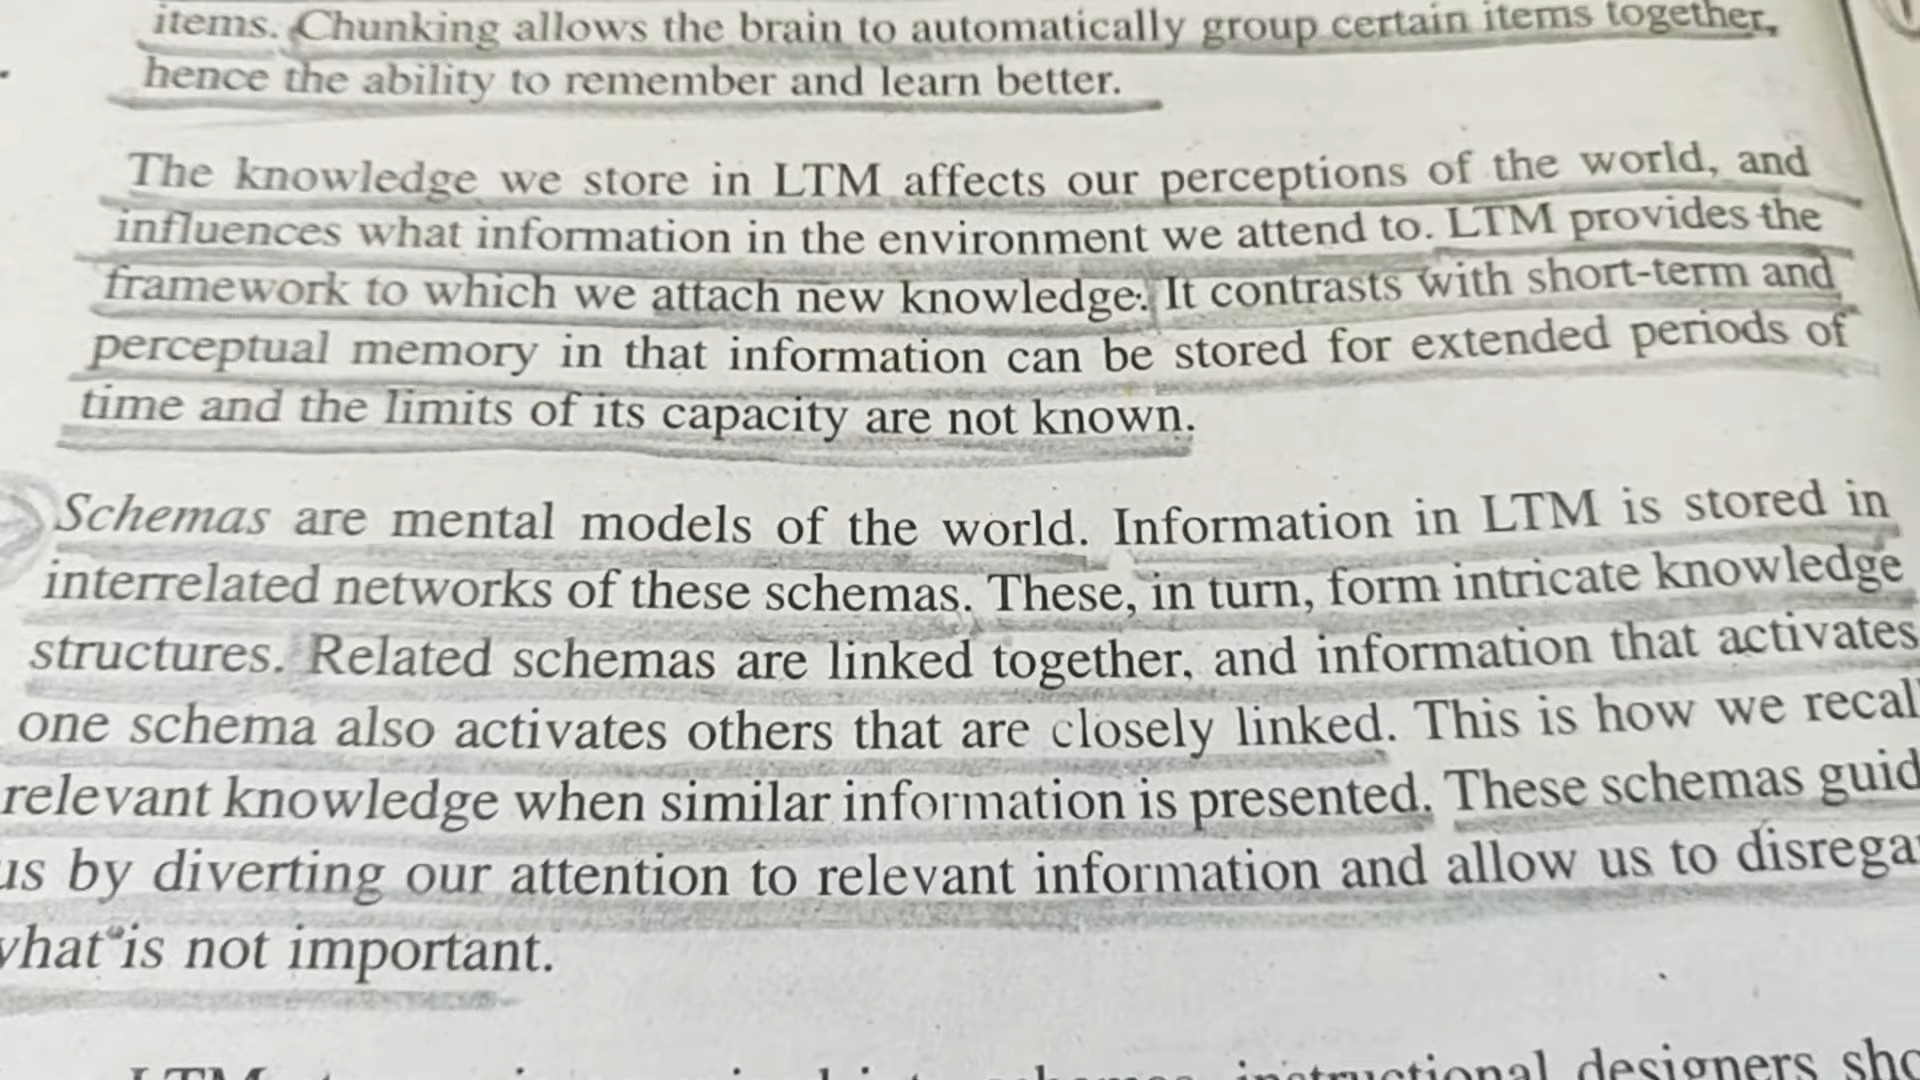 items. Chunking allows the brain to automatically group certain items together,
hence the ability to remember and learn better.
The knowledge we store in LTM affects our perceptions of the world, and
influences what information in the environment we attend to. LTM provides the
framework to which we attach new knowledge. It contrasts with short-term and
perceptual memory in that information can be stored for extended periods of
time and the limits of its capacity are not known.
Schemas are mental models of the world. Information in LTM is stored in
interrelated networks of these schemas. These, in turn, form intricate knowledge
structures. Related schemas are linked together, and information that activates
one schema also activates others that are closely linked. This is how we recall
relevant knowledge when similar information is presented. These schemas guid
us by diverting our attention to relevant information and allow us to disrega
what is not important.
LTM instructional designers sho